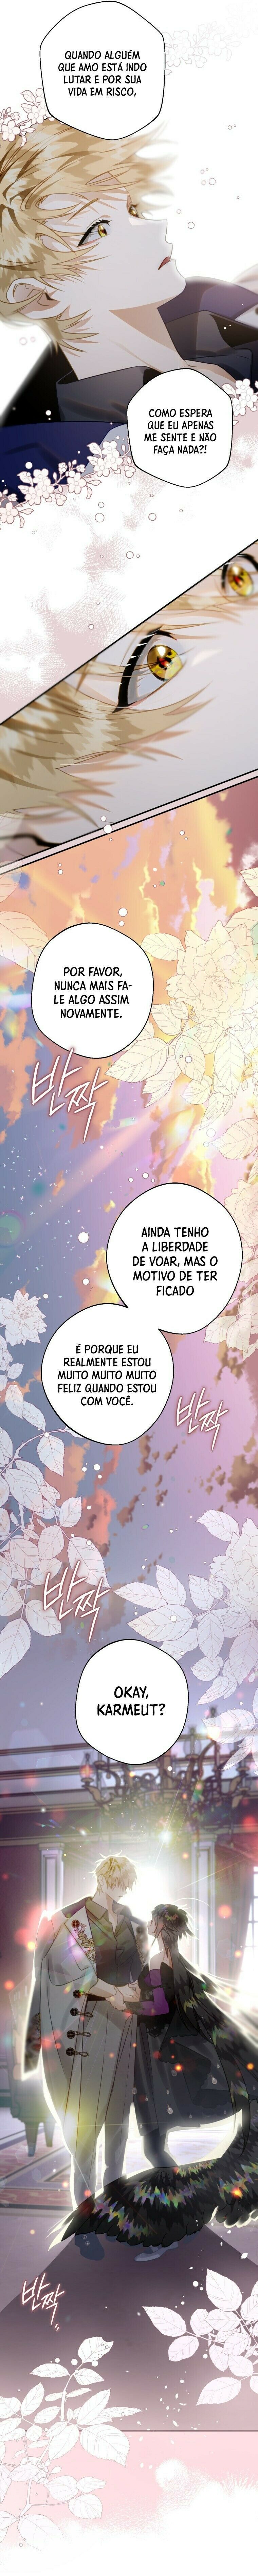 QUANDO ALGUÉM
QUE AMO ESTÁ INDO
LUTAR E POR SUA
VIDA EM RISCO,
COMO ESPERA
QUE EU APENAS
ME SENTE E NÃO
FAÇA NADA?!
POR FAVOR,
NUNCA MAIS FA-
LE ALGO ASSIM
NOVAMENTE.
반짝
AINDA TENHO
A LIBERDADE
DE VOAR, MAS O
MOTIVO DE TER
FICADO
É PORQUE EU
REALMENTE ESTOU
MUITO MUITO MUITO
FELIZ QUANDO ESTOU
COM VOCÊ.
반짝
반짝
OKAY,
KARMEUT?
반짝